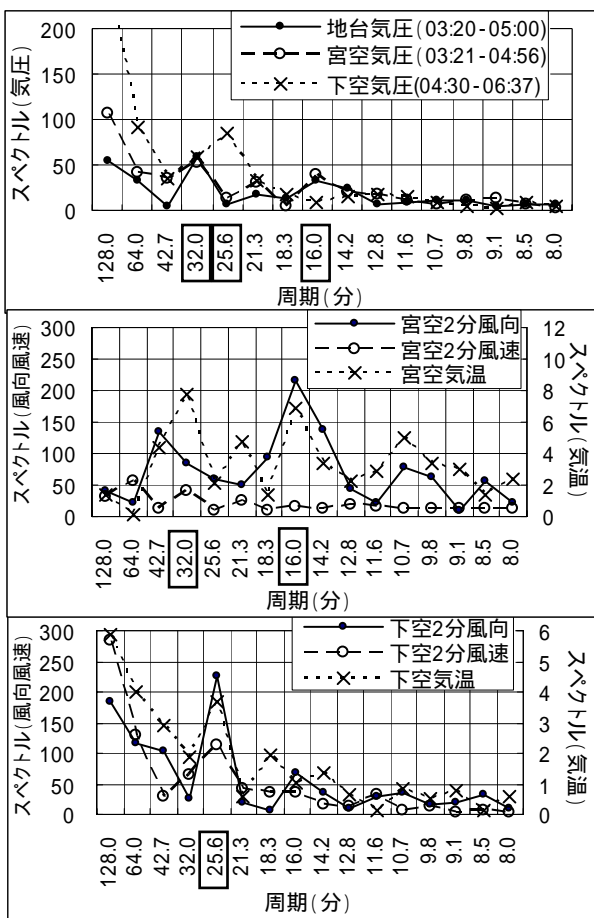 地台気圧(03:20-05:00)
宮空気圧(03:21-04:56)
下空気圧(04:30-06:37)
スペクトル(気圧)
200
150
100
50
0
128.0 64.0 42.7 32.0 25.6 21.3 18.3 16.0 14.2 12.8 11.6 10.7 9.8 9.1 8.5 8.0
周期(分)
宮空2分風向
宮空2分風速
宮空気温
スペクトル(風向風速)
300
250
200
150
100
50
0
スペクトル(気温)
12
10
8
6
4
2
0
128.0 64.0 42.7 32.0 25.6 21.3 18.3 16.0 14.2 12.8 11.6 10.7 9.8 9.1 8.5 8.0
周期(分)
下空2分風向
下空2分風速
下空気温
スペクトル(風向風速)
300
250
200
150
100
50
0
スペクトル(気温)
6
5
4
3
2
1
0
128.0 64.0 42.7 32.0 25.6 21.3 18.3 16.0 14.2 12.8 11.6 10.7 9.8 9.1 8.5 8.0
周期(分)